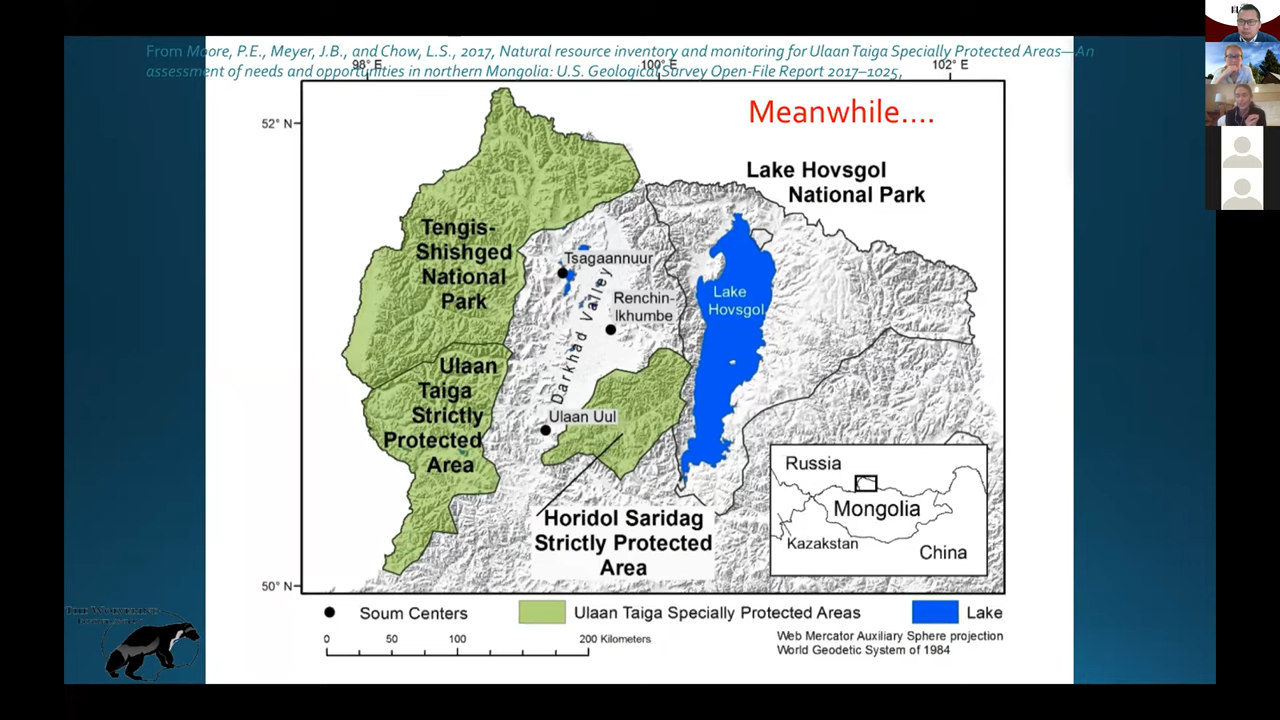 From Moore, P.E., Meyer, J.B., and Chow, L.S., 2017, Natural resource inventory and monitoring for Ulaan Taiga Specially Protected Areas—An
assessment of needs and opportunities in northern Mongolia: U.S. Geological Survey Open-File Report 2017–1025,
98° E
100° E
102° E
52° N
Meanwhile....
Lake Hovsgol
National Park
Tengis-
Shishged
National
Park
Tsagaannuur
Renchin-
lkhumbe
Darkhad Valley
Lake
Hovsgol
Ulaan
Taiga
Strictly
Protected
Area
Ulaan Uul
Horidol Saridag
Strictly Protected
Area
Russia
Mongolia
Kazakstan
China
50° N
Soum Centers
Ulaan Taiga Specially Protected Areas
Lake
0 50 100 200 Kilometers
Web Mercator Auxiliary Sphere projection
World Geodetic System of 1984
THE WOLVERINE
FOUNDATION